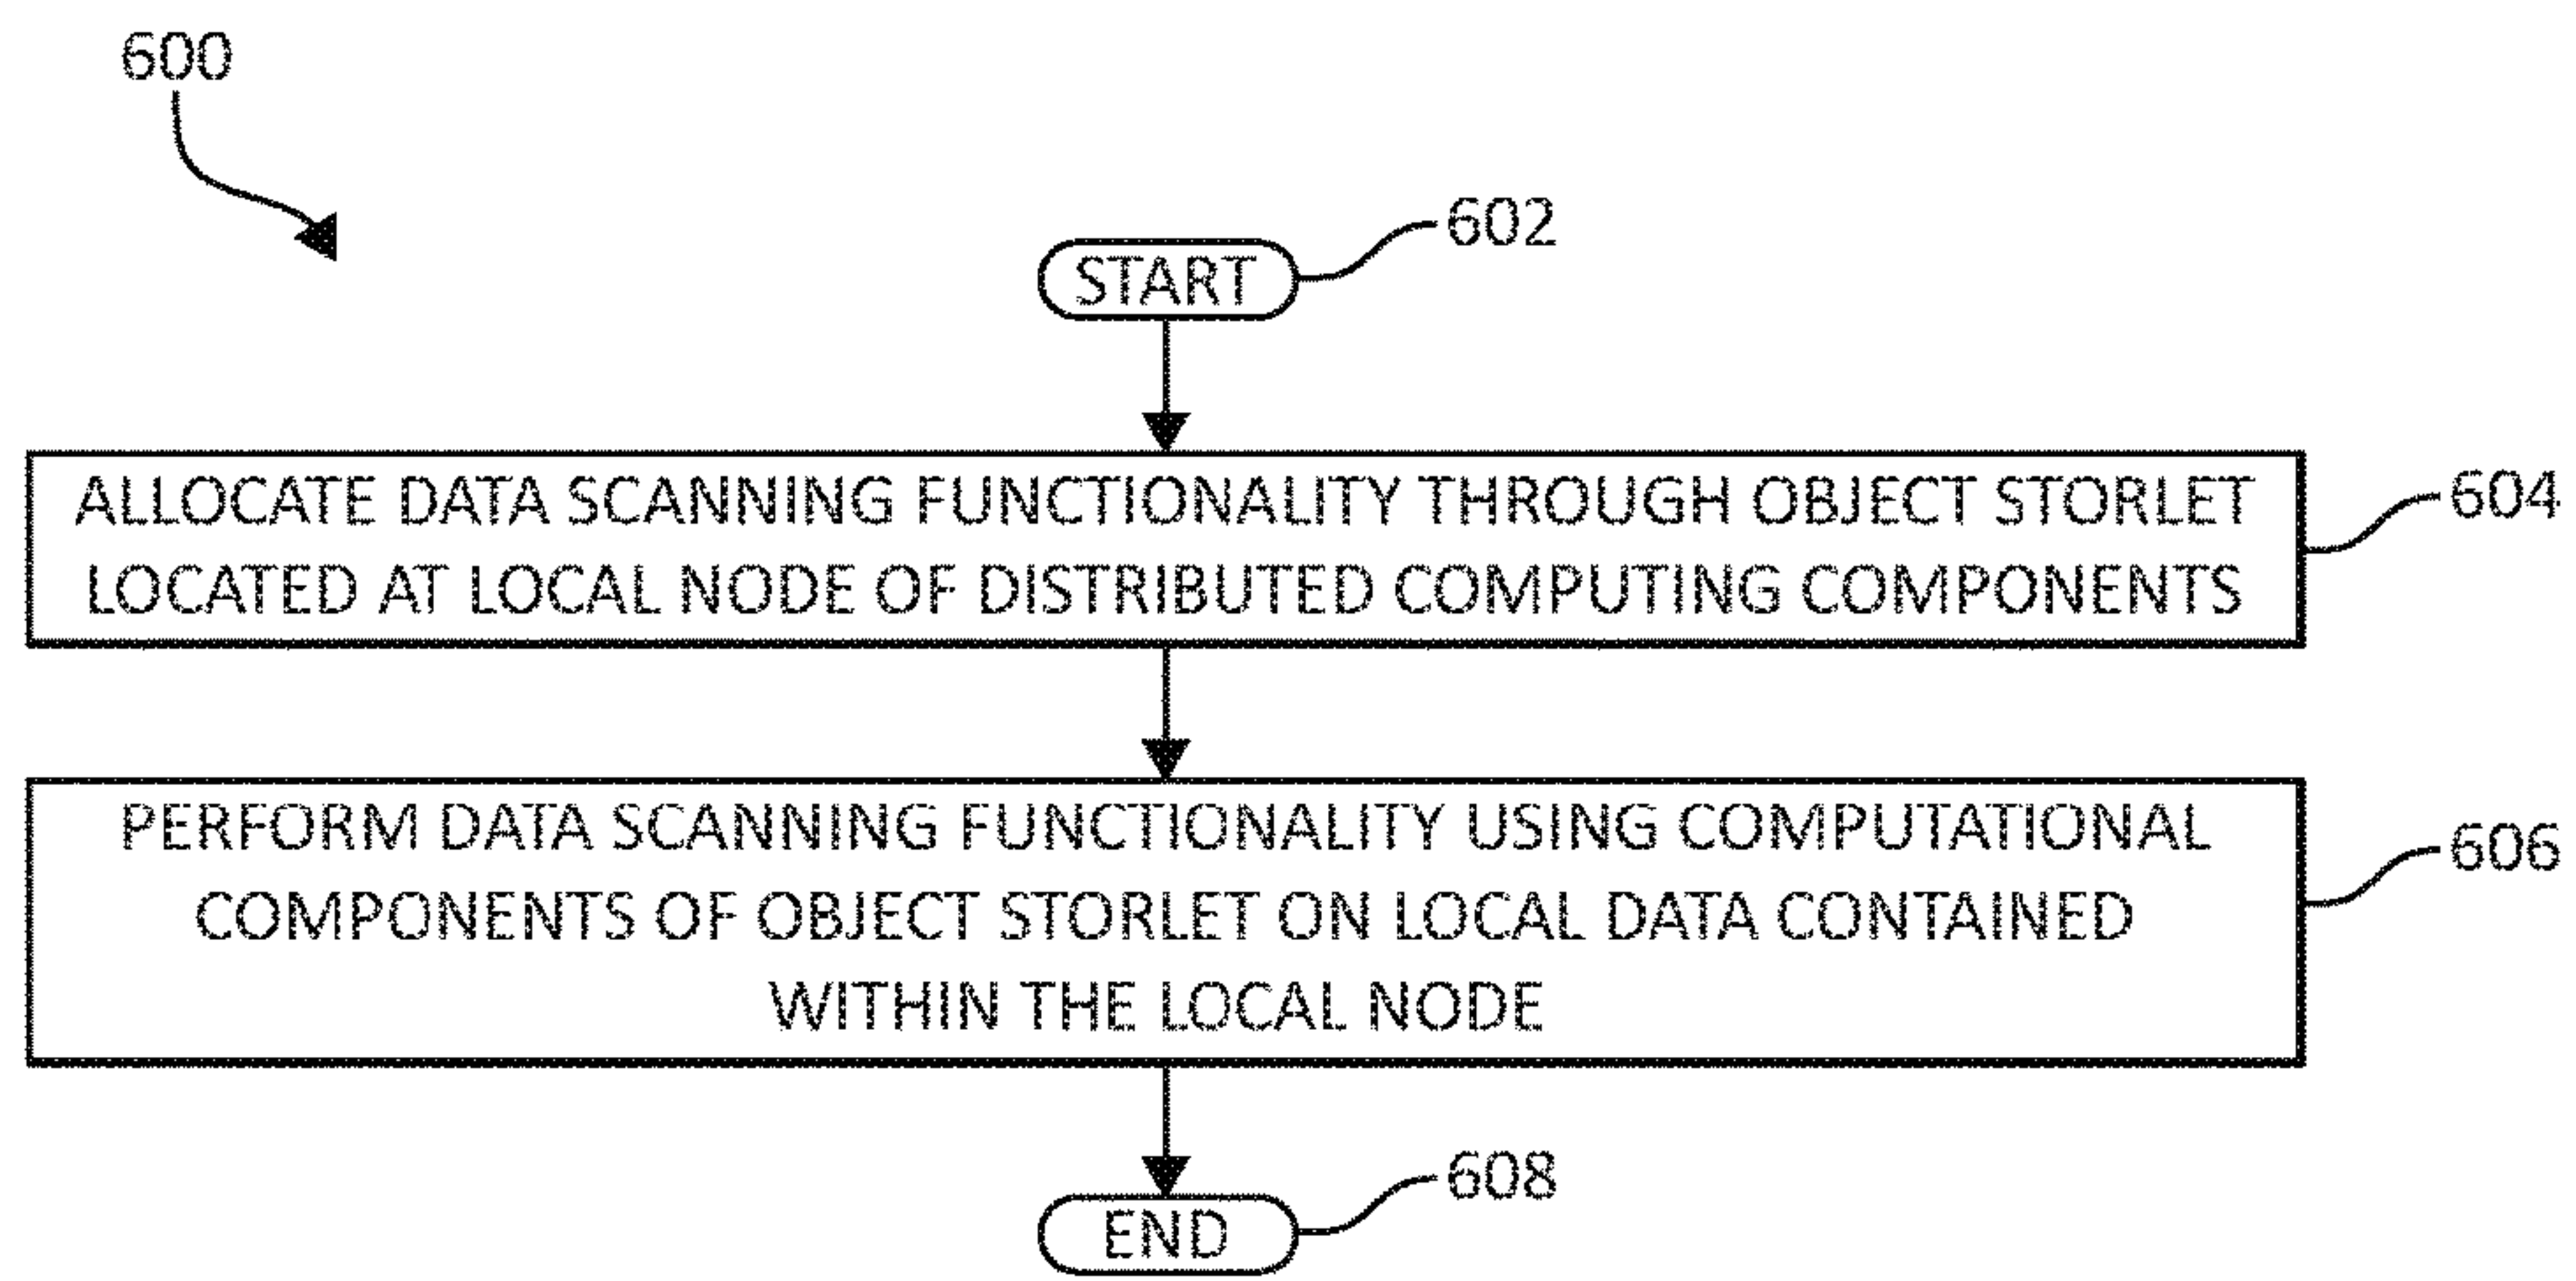 600
602
START
ALLOCATE DATA SCANNING FUNCTIONALITY THROUGH OBJECT STORLET
LOCATED AT LOCAL NODE OF DISTRIBUTED COMPUTING COMPONENTS
604
PERFORM DATA SCANNING FUNCTIONALITY USING COMPUTATIONAL
COMPONENTS OF OBJECT STORLET ON LOCAL DATA CONTAINED
WITHIN THE LOCAL NODE
606
608
END